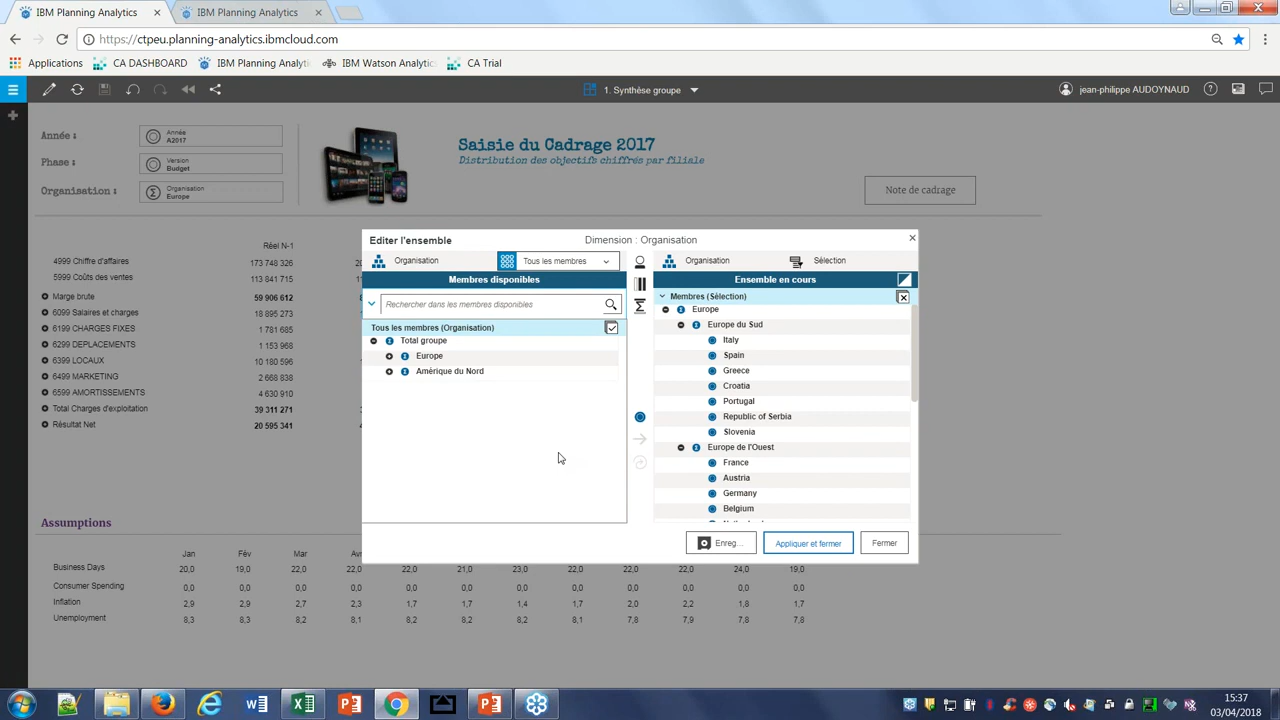 IBM Planning Analytics
IBM Planning Analytics
https://ctpeu.planning-analytics.ibmcloud.com
Applications
CA DASHBOARD
IBM Planning Analytic
IBM Watson Analytics
CA Trial
1. Synthèse groupe
jean-philippe AUDOYNAUD
Année :
Année
A2017
Phase :
Version
Budget
Organisation :
Organisation
Europe
Saisie du Cadrage 2017
Distribution des objectifs chiffrés par filiale
Note de cadrage
Réel N-1
4999 Chiffre d'affaires 173 748 326
5999 Coûts des ventes 113 841 715
Marge brute 59 906 612
6099 Salaires et charges 18 895 273
6199 CHARGES FIXES 1 781 685
6299 DEPLACEMENTS 1 153 968
6399 LOCAUX 10 180 596
6499 MARKETING 2 668 838
6599 AMORTISSEMENTS 4 630 910
Total Charges d'exploitation 39 311 271
Résultat Net 20 595 341
Editer l'ensemble
Dimension : Organisation
Organisation
Tous les membres
Membres disponibles
Rechercher dans les membres disponibles
Tous les membres (Organisation)
Total groupe
Europe
Amérique du Nord
Organisation
Sélection
Ensemble en cours
Membres (Sélection)
Europe
Europe du Sud
Italy
Spain
Greece
Croatia
Portugal
Republic of Serbia
Slovenia
Europe de l'Ouest
France
Austria
Germany
Belgium
Enreg...
Appliquer et fermer
Fermer
Assumptions
Jan Fév Mar
Business Days 20,0 19,0 22,0 22,0 21,0 23,0 22,0 22,0 22,0 22,0 24,0 19,0
Consumer Spending 0,0 0,0 0,0 0,0 0,0 0,0 0,0 0,0 0,0 0,0 0,0 0,0
Inflation 2,9 2,9 2,7 2,3 1,7 1,7 1,4 1,7 2,0 2,2 1,8 1,7
Unemployment 8,3 8,3 8,2 8,1 8,2 8,2 8,2 8,1 7,8 7,9 7,8 7,8
15:37
03/04/2018